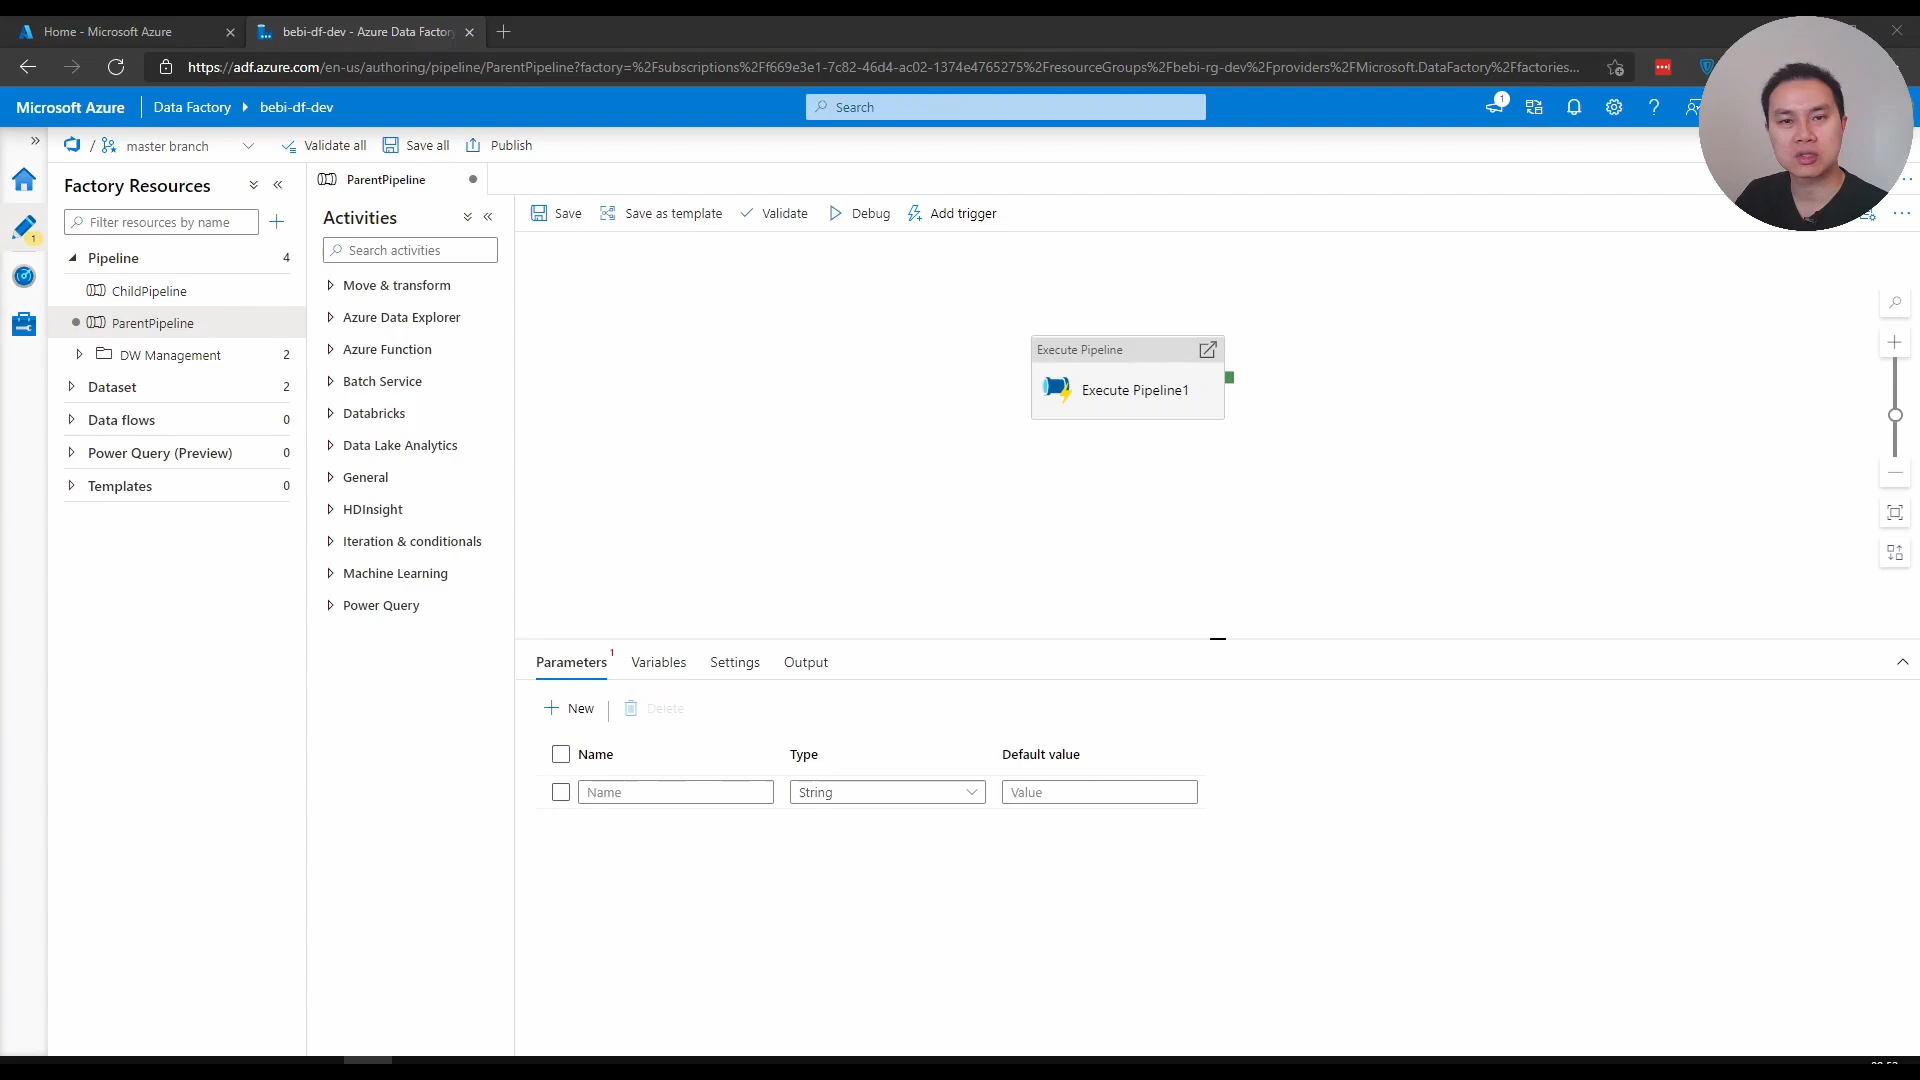 Home - Microsoft Azure
bebi-df-dev - Azure Data Factory
https://adf.azure.com/en-us/authoring/pipeline/ParentPipeline?factory=%2Fsubscriptions%2Ff669e3e1-7c82-46d4-ac02-1374e4765275%2FresourceGroups%2Fbebi-rg-dev%2Fproviders%2FMicrosoft.DataFactory%2Ffactories...
Microsoft Azure
Data Factory
bebi-df-dev
Search
1
/
master branch
Validate all
Save all
Publish
Factory Resources
Filter resources by name
Pipeline
4
ChildPipeline
ParentPipeline
DW Management
2
Dataset
2
Data flows
0
Power Query (Preview)
0
Templates
0
1
ParentPipeline
Activities
Search activities
Move & transform
Azure Data Explorer
Azure Function
Batch Service
Databricks
Data Lake Analytics
General
HDInsight
Iteration & conditionals
Machine Learning
Power Query
Save
Save as template
Validate
Debug
Add trigger
Execute Pipeline
Execute Pipeline1
Parameters
1
Variables
Settings
Output
New
Delete
Name
Type
Default value
Name
String
Value